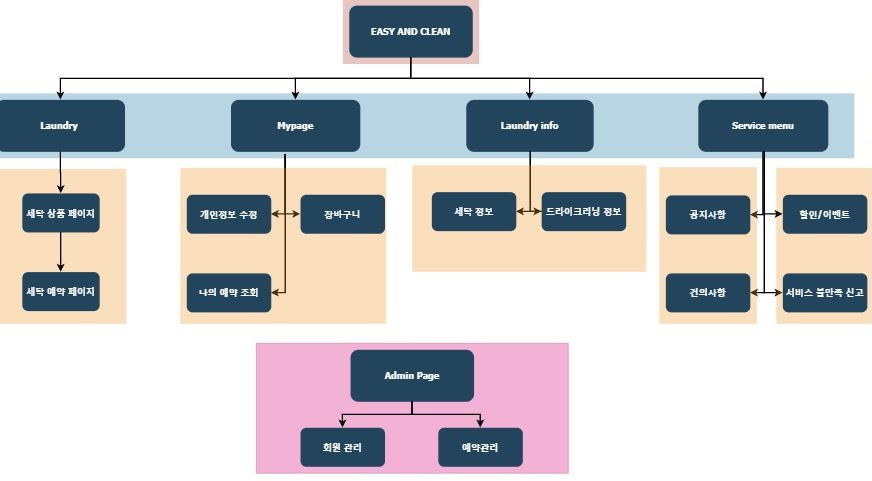 EASY AND CLEAN
Laundry
Mypage
Laundry info
Service menu
세탁 상품 페이지
개인정보 수정
장바구니
세탁 정보
드라이크리닝 정보
공지사항
할인/이벤트
세탁 예약 페이지
나의 예약 조회
건의사항
서비스 불만족 신고
Admin Page
회원 관리
예약관리